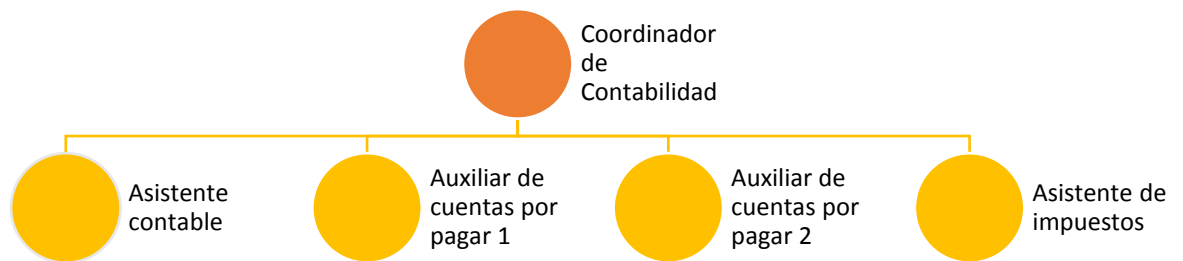 Coordinador
de
Contabilidad
Asistente
contable
Auxiliar de
cuentas por
pagar 1
Auxiliar de
cuentas por
pagar 2
Asistente de
impuestos